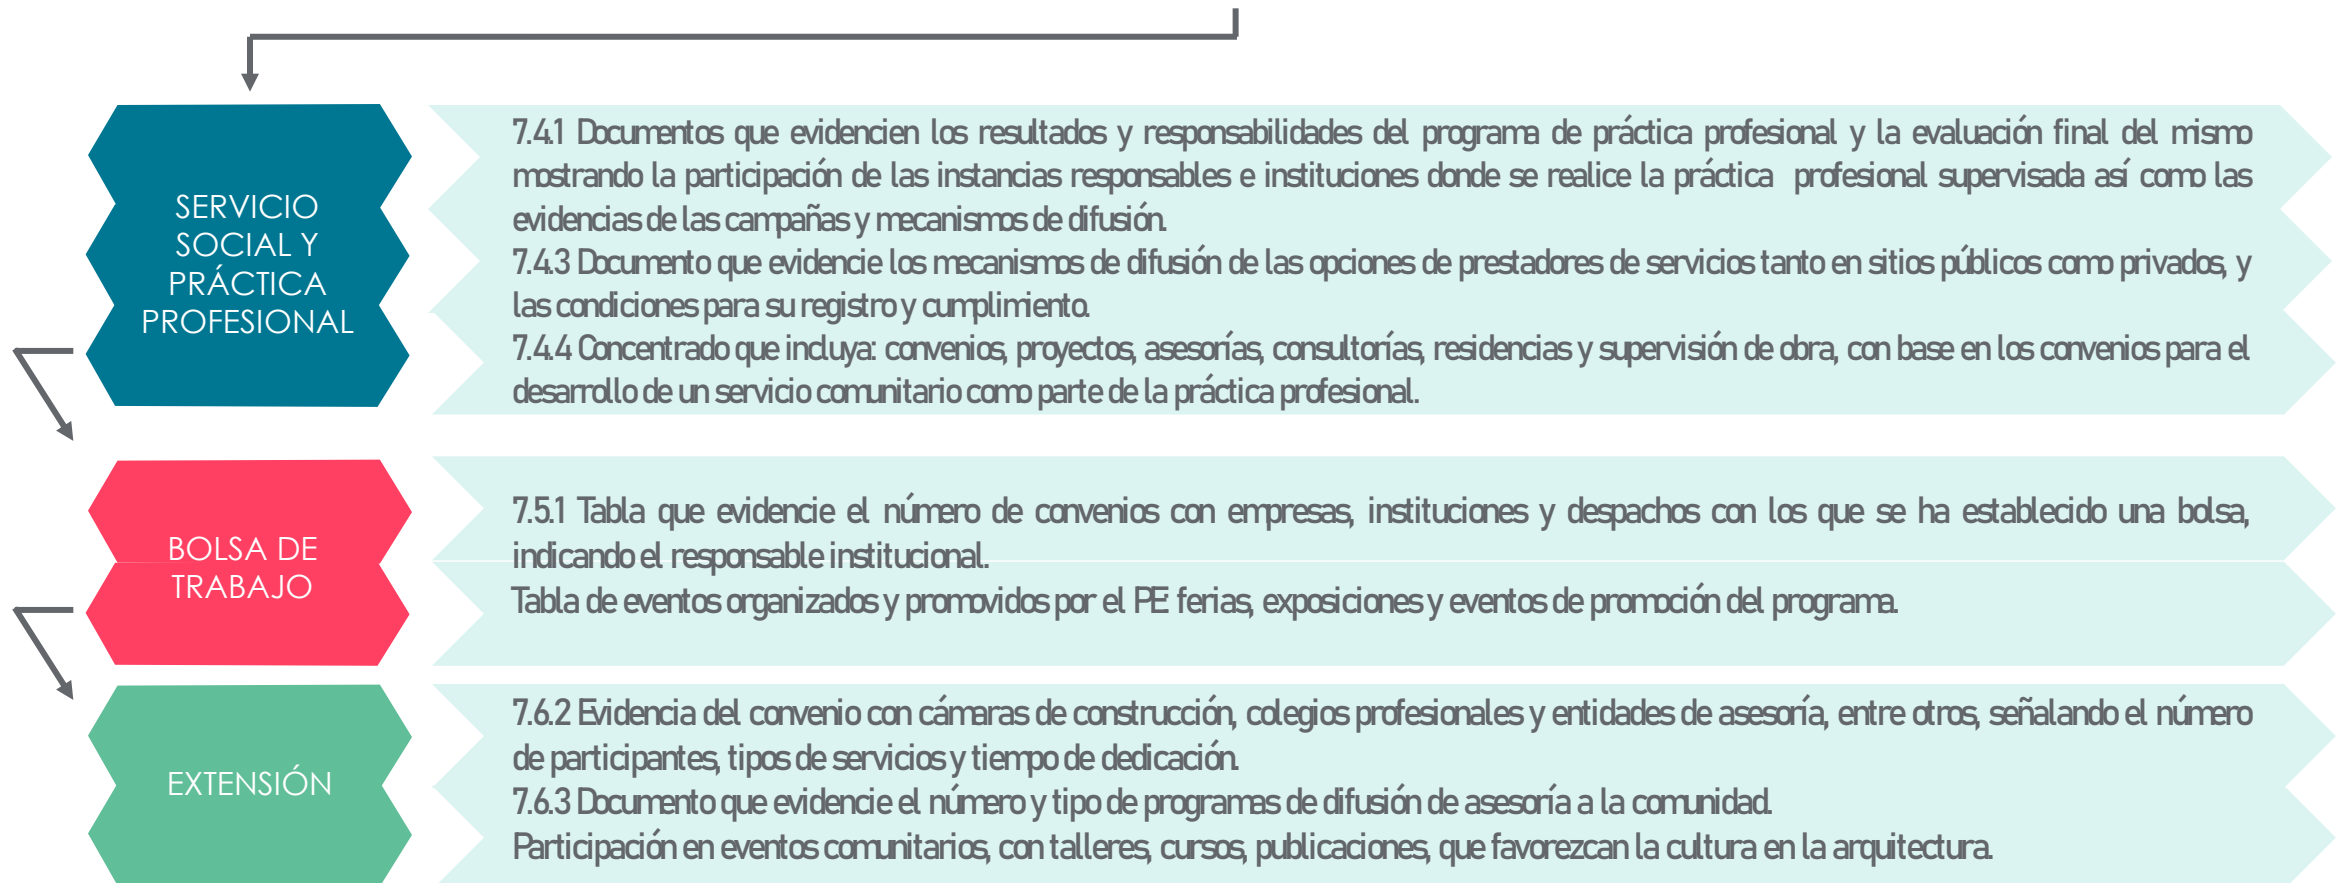 SERVICIO
SOCIAL Y
PRÁCTICA
PROFESIONAL
7.4.1 Documentos que evidencien los resultados y responsabilidades del programa de práctica profesional y la evaluación final del mismo
mostrando la participación de las instancias responsables e instituciones donde se realice la práctica profesional supervisada así como las
evidencias de las campañas y mecanismos de difusión.
7.4.3 Documento que evidencie los mecanismos de difusión de las opciones de prestadores de servicios tanto en sitios públicos como privados, y
las condiciones para su registro y cumplimiento.
7.4.4 Concentrado que incluya: convenios, proyectos, asesorías, consultorías, residencias y supervisión de obra, con base en los convenios para el
desarrollo de un servicio comunitario como parte de la práctica profesional.
BOLSA DE
TRABAJO
7.5.1 Tabla que evidencie el número de convenios con empresas, instituciones y despachos con los que se ha establecido una bolsa,
indicando el responsable institucional.
Tabla de eventos organizados y promovidos por el PE: ferias, exposiciones y eventos de promoción del programa.
EXTENSIÓN
7.6.2 Evidencia del convenio con cámaras de construcción, colegios profesionales y entidades de asesoría, entre otros, señalando el número
de participantes, tipos de servicios y tiempo de dedicación.
7.6.3 Documento que evidencie el número y tipo de programas de difusión de asesoría a la comunidad.
Participación en eventos comunitarios, con talleres, cursos, publicaciones, que favorezcan la cultura en la arquitectura.